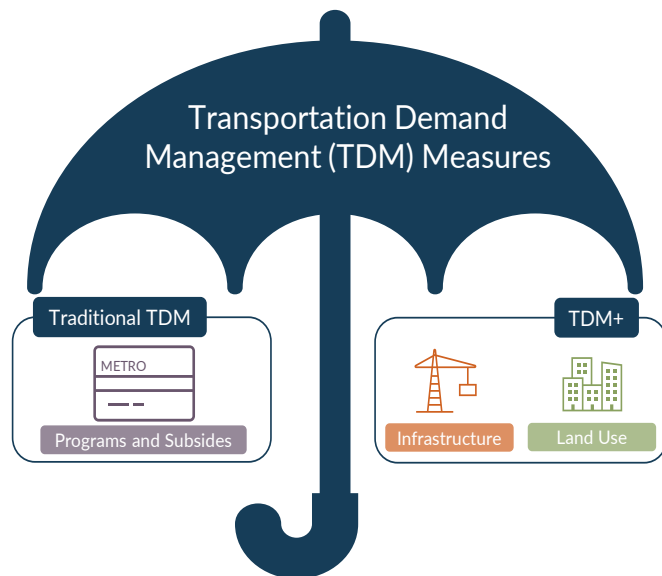 Transportation Demand
Management (TDM) Measures
Traditional TDM
METRO
Programs and Subsides
TDM+
Infrastructure
Land Use